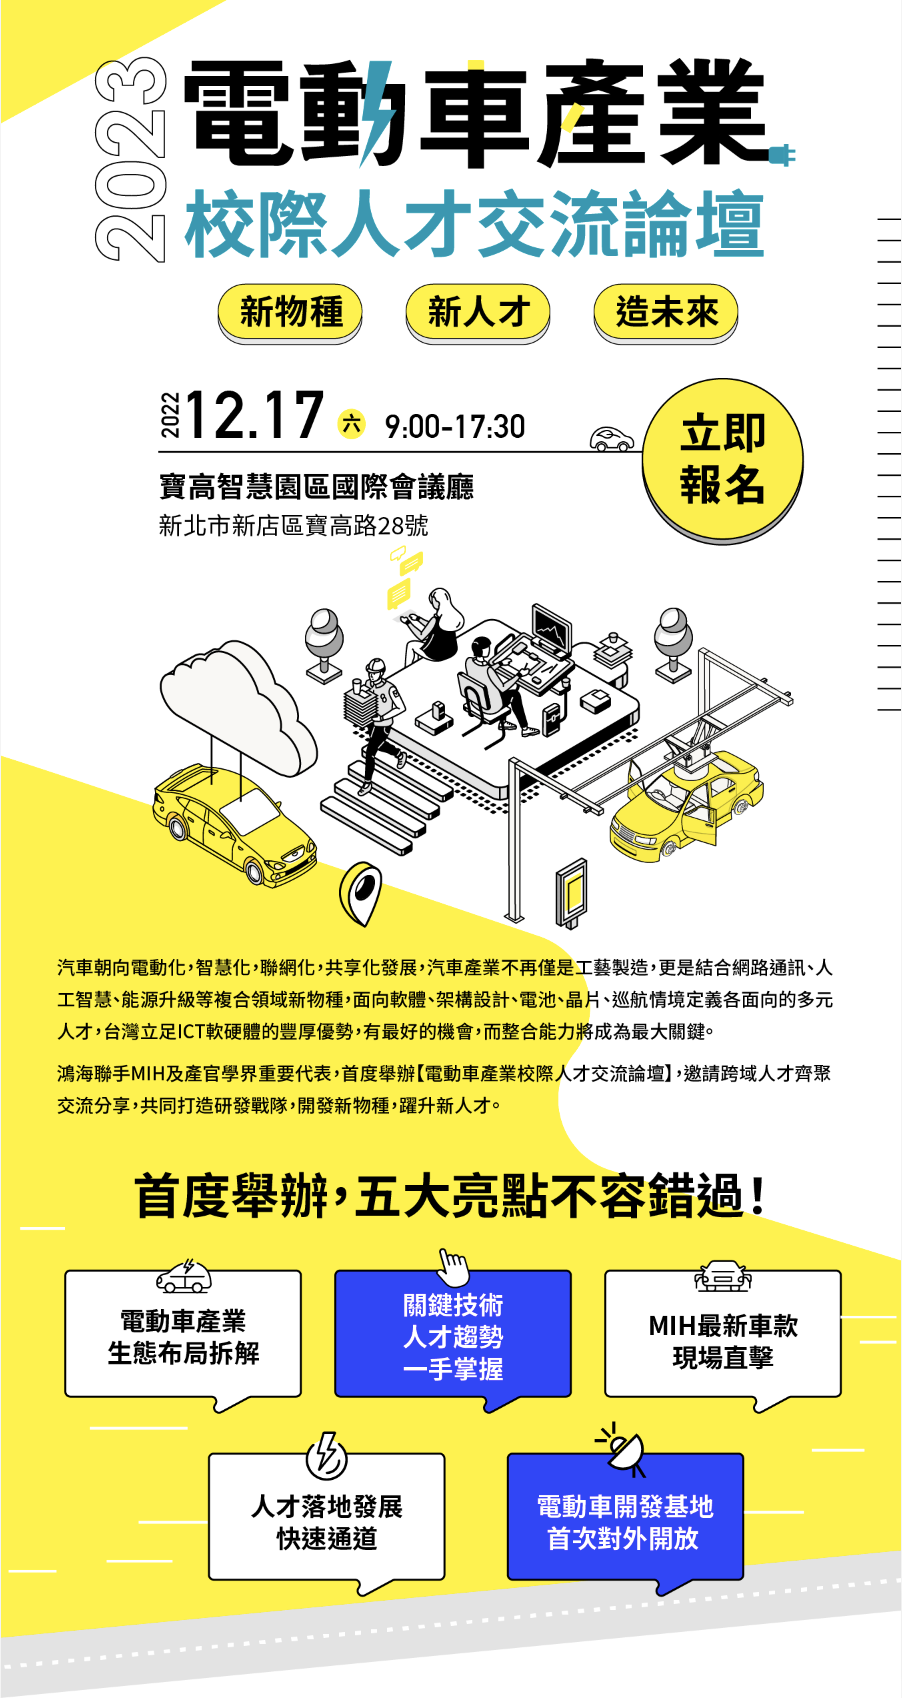 2023
電動車產業
校際人才交流論壇
新物種
新人才
造未來
2022 12.17 六 9:00-17:30
立即
報名
寶高智慧園區國際會議廳
新北市新店區寶高路28號
汽車朝向電動化，智慧化，聯網化，共享化發展，汽車產業不再僅是工藝製造，更是結合網路通訊、人
工智慧、能源升級等複合領域新物種，面向軟體、架構設計、電池、晶片、巡航情境定義各面向的多元
人才，台灣立足ICT軟硬體的豐厚優勢，有最好的機會，而整合能力將成為最大關鍵。
鴻海聯手MIH及產官學界重要代表，首度舉辦【電動車產業校際人才交流論壇】，邀請跨域人才齊聚
交流分享，共同打造研發戰隊，開發新物種，躍升新人才。
首度舉辦，五大亮點不容錯過！
電動車產業
生態布局拆解
關鍵技術
人才趨勢
一手掌握
MIH最新車款
現場直擊
人才落地發展
快速通道
電動車開發基地
首次對外開放